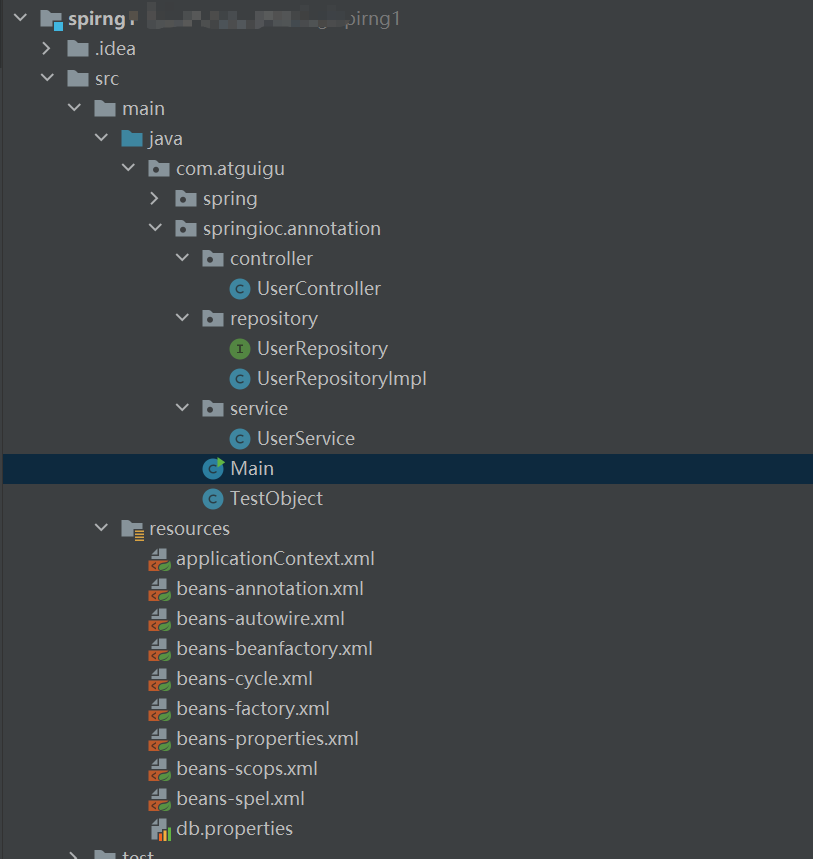 spirng1 pirng1
.idea
src
main
java
com.atguigu
spring
springioc.annotation
controller
UserController
repository
UserRepository
UserRepositoryImpl
service
UserService
Main
TestObject
resources
applicationContext.xml
beans-annotation.xml
beans-autowire.xml
beans-beanfactory.xml
beans-cycle.xml
beans-factory.xml
beans-properties.xml
beans-scops.xml
beans-spel.xml
db.properties
test